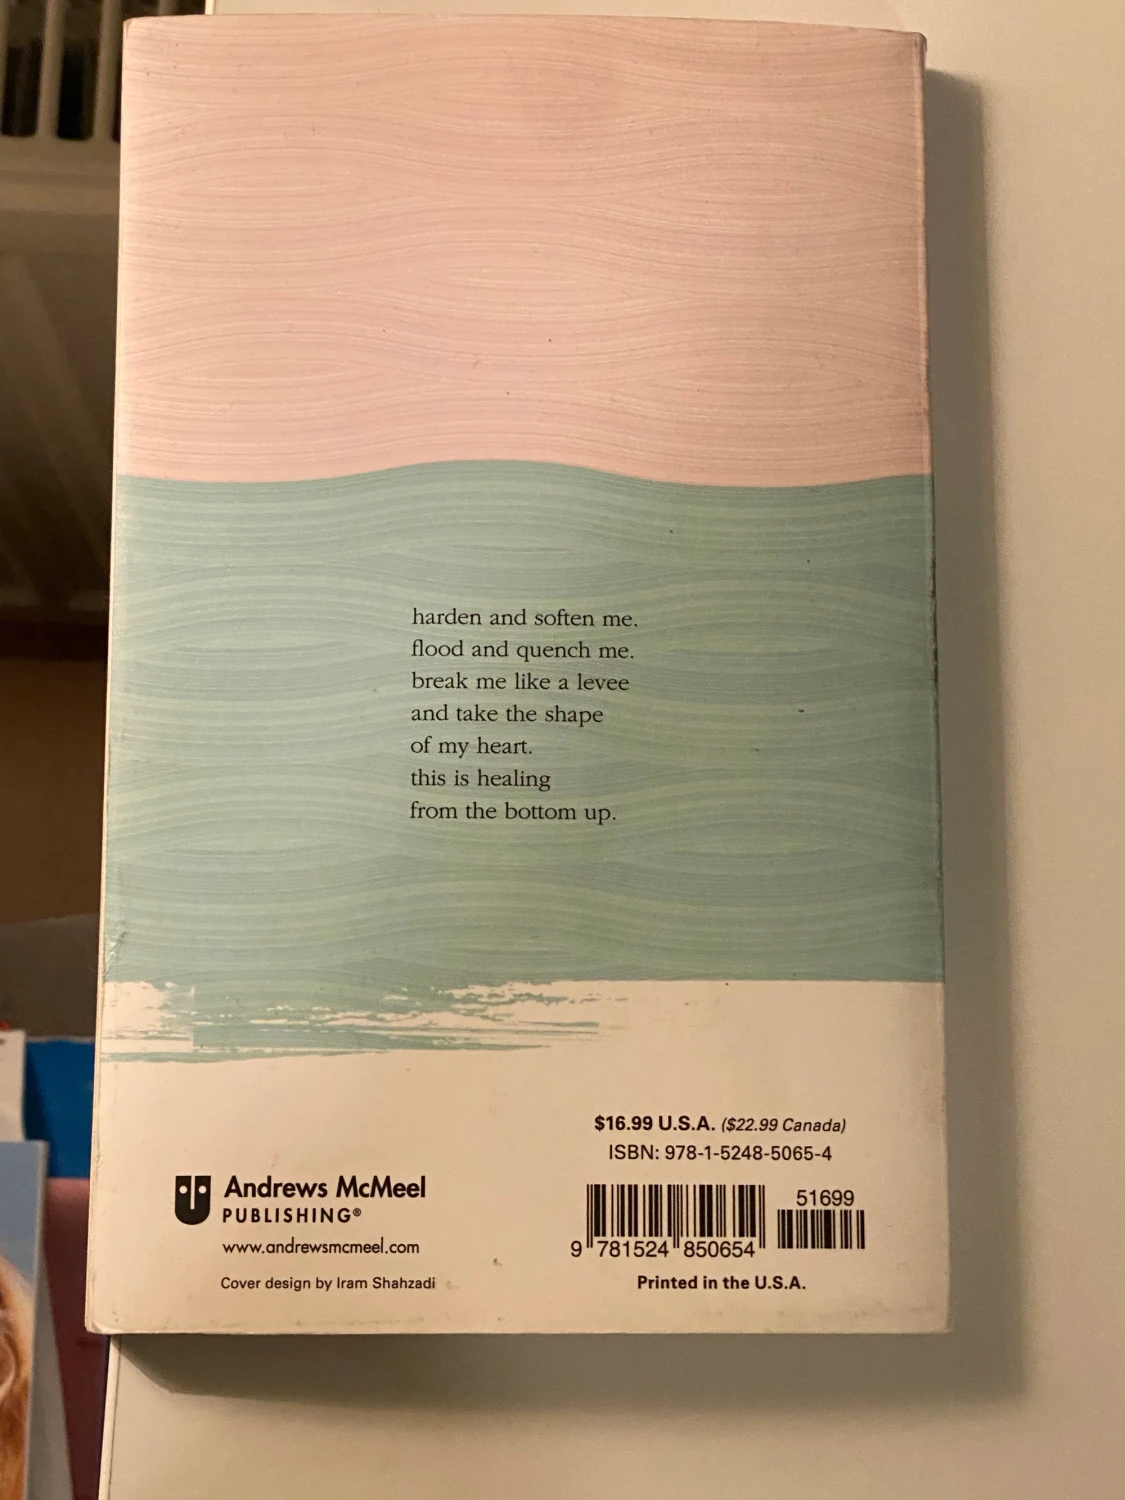 harden and soften me.
flood and quench me.
break me like a levee
and take the shape
of my heart.
this is healing
from the bottom up.
$16.99 U.S.A. ($22.99 Canada)
ISBN: 978-1-5248-5065-4
51699
9 781524 850654
Printed in the U.S.A.
Andrews McMeel
PUBLISHING®
www.andrewsmcmeel.com
Cover design by Iram Shahzadi